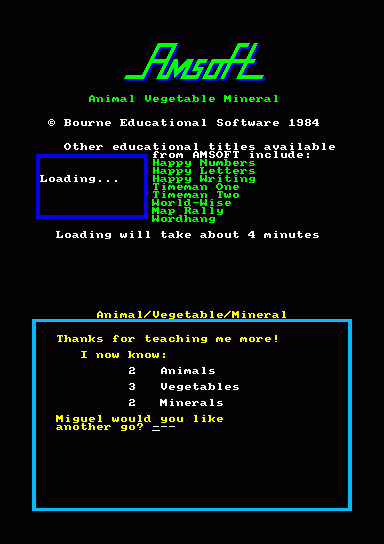 AMSOFT
Animal Vegetable Mineral
© Bourne Educational Software 1984
Other educational titles available
from AMSOFT include:
Happy Numbers
Happy Letters
Happy Writing
Timeman One
Timeman Two
World-Wise
Map Rally
Wordhang
Loading...
Loading will take about 4 minutes
Animal/Vegetable/Mineral
Thanks for teaching me more!
I now know:
2 Animals
3 Vegetables
2 Minerals
Miguel would you like
another go? ---